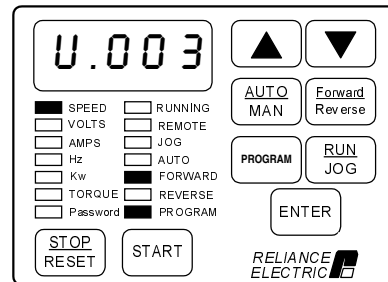 U.003
SPEED
RUNNING
VOLTS
REMOTE
AMPS
JOG
Hz
AUTO
Kw
FORWARD
TORQUE
REVERSE
Password
PROGRAM
AUTO
MAN
Forward
Reverse
PROGRAM
RUN
JOG
ENTER
STOP
RESET
START
RELIANCE
ELECTRIC